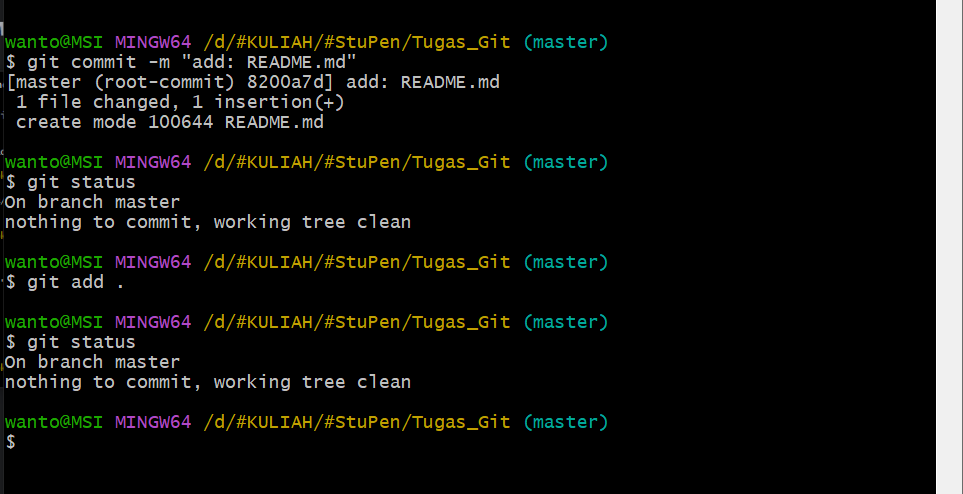 wanto@MSI MINGW64 /d/#KULIAH/#StuPen/Tugas_Git (master)
$ git commit -m "add: README.md"
[master (root-commit) 8200a7d] add: README.md
 1 file changed, 1 insertion(+)
 create mode 100644 README.md
wanto@MSI MINGW64 /d/#KULIAH/#StuPen/Tugas_Git (master)
$ git status
On branch master
nothing to commit, working tree clean
wanto@MSI MINGW64 /d/#KULIAH/#StuPen/Tugas_Git (master)
$ git add .
wanto@MSI MINGW64 /d/#KULIAH/#StuPen/Tugas_Git (master)
$ git status
On branch master
nothing to commit, working tree clean
wanto@MSI MINGW64 /d/#KULIAH/#StuPen/Tugas_Git (master)
$